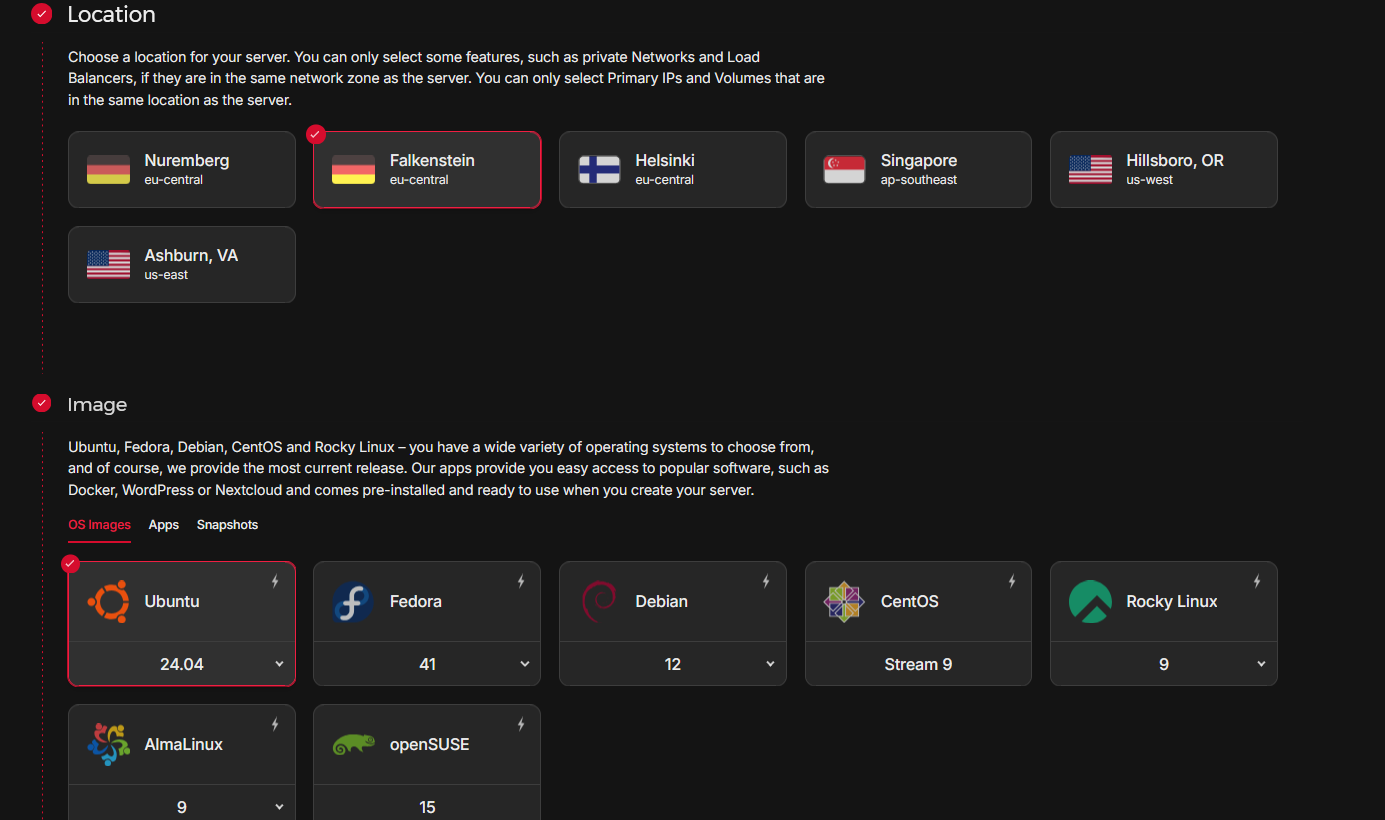 Location
Choose a location for your server. You can only select some features, such as private Networks and Load
Balancers, if they are in the same network zone as the server. You can only select Primary IPs and Volumes that are
in the same location as the server.
Nuremberg
eu-central
Falkenstein
eu-central
Helsinki
eu-central
Singapore
ap-southeast
Hillsboro, OR
us-west
Ashburn, VA
us-east
Image
Ubuntu, Fedora, Debian, CentOS and Rocky Linux – you have a wide variety of operating systems to choose from,
and of course, we provide the most current release. Our apps provide you easy access to popular software, such as
Docker, WordPress or Nextcloud and comes pre-installed and ready to use when you create your server.
OS Images Apps Snapshots
Ubuntu
24.04
Fedora
41
Debian
12
CentOS
Stream 9
Rocky Linux
9
AlmaLinux
9
openSUSE
15